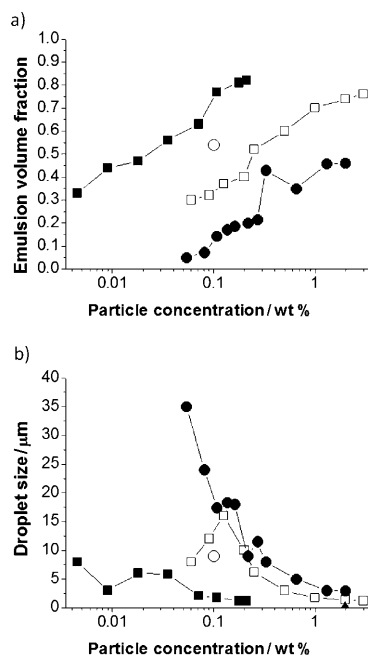 a)
1.0
0.9
0.8
0.7
0.6
0.5
0.4
0.3
0.2
0.1
0.0
Emulsion volume fraction
0.01 0.1 1
Particle concentration / wt %
b)
40
35
30
25
20
15
10
5
0
Droplet size / µm
0.01 0.1 1
Particle concentration / wt %